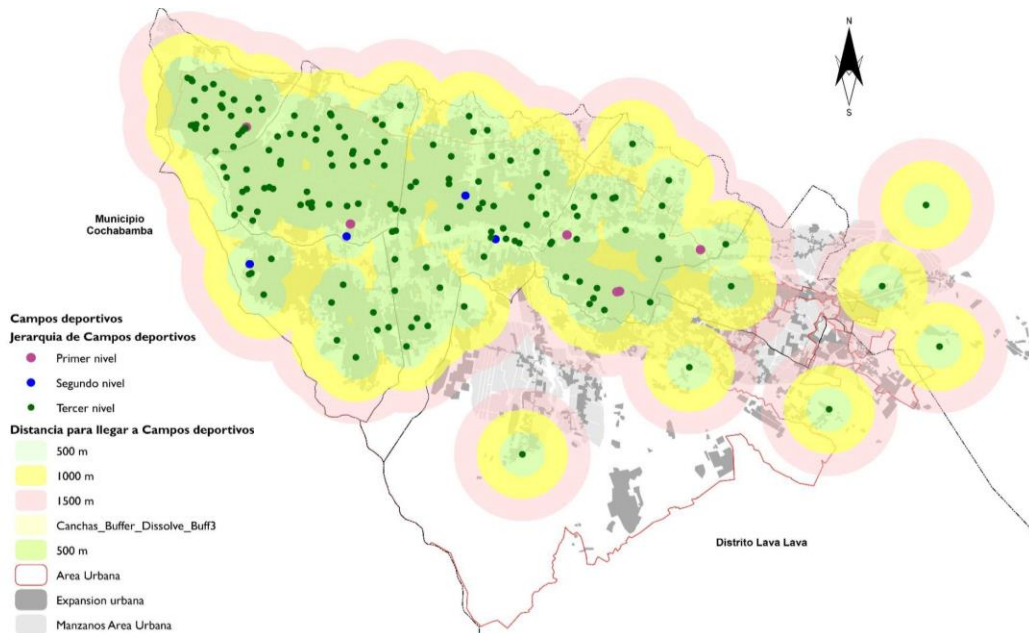 N
S
Municipio
Cochabamba
Campos deportivos
Jerarquia de Campos deportivos
Primer nivel
Segundo nivel
Tercer nivel
Distancia para llegar a Campos deportivos
500 m
1000 m
1500 m
Canchas_Buffer_Dissolve_Buff3
500 m
Area Urbana
Expansion urbana
Manzanos Area Urbana
Distrito Lava Lava